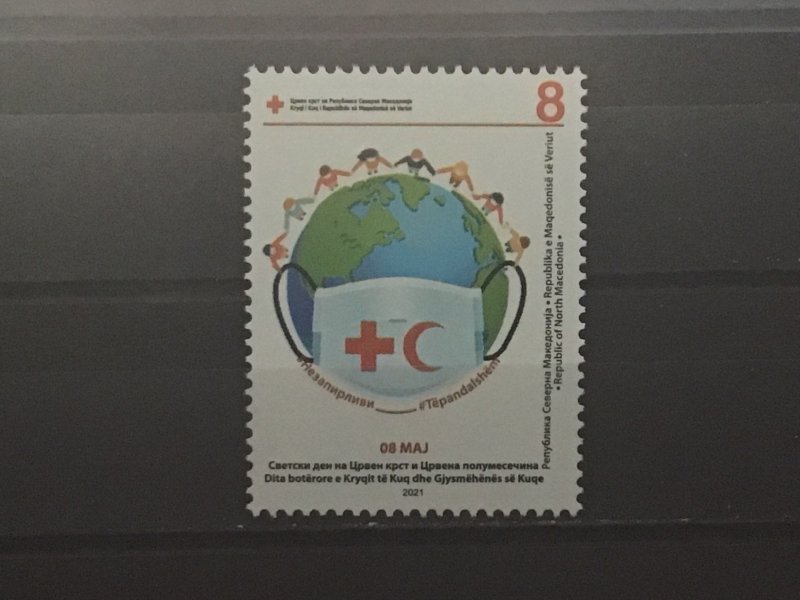 Црвен крст на Република Северна Македонија
Kryqi i Kuq i Republikës së Maqedonisë së Veriut
8
#Незапирливи
#Tëpandalshëm
08 МАЈ
Светски ден на Црвен крст и Црвена полумесечина
Dita botërore e Kryqit të Kuq dhe Gjysmëhënës së Kuqe
2021
Република Северна Македонија • Republika e Maqedonisë së Veriut
• Republic of North Macedonia •